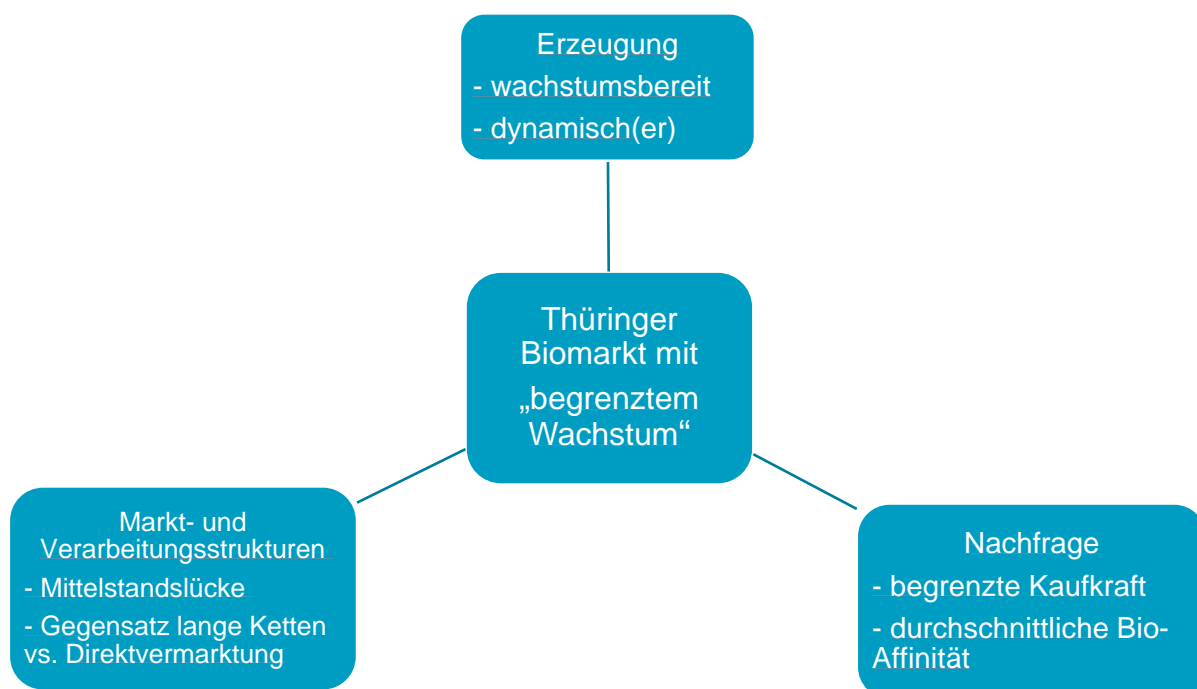 Erzeugung
- wachstumsbereit
- dynamisch(er)
Thüringer
Biomarkt mit
„begrenztem
Wachstum“
Markt- und
Verarbeitungsstrukturen
- Mittelstandslücke
- Gegensatz lange Ketten
vs. Direktvermarktung
Nachfrage
- begrenzte Kaufkraft
- durchschnittliche Bio-
Affinität